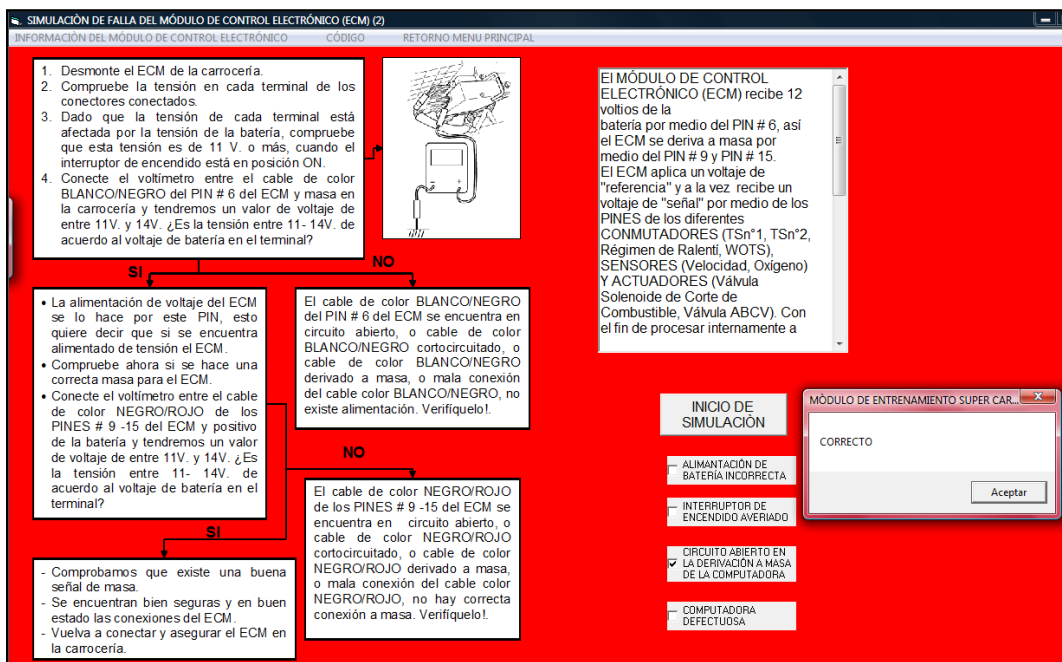 SIMULACIÒN DE FALLA DEL MÓDULO DE CONTROL ELECTRÓNICO (ECM) (2)
INFORMACIÒN DEL MÓDULO DE CONTROL ELECTRÓNICO CÓDIGO RETORNO MENU PRINCIPAL
1. Desmonte el ECM de la carrocería.
2. Compruebe la tensión en cada terminal de los
conectores conectados.
3. Dado que la tensión de cada terminal está
afectada por la tensión de la batería, compruebe
que esta tensión es de 11 V. o más, cuando el
interruptor de encendido está en posición ON.
4. Conecte el voltímetro entre el cable de color
BLANCO/NEGRO del PIN # 6 del ECM y masa
en la carrocería y tendremos un valor de voltaje de
entre 11V. y 14V. ¿Es la tensión entre 11- 14V. de
acuerdo al voltaje de batería en el terminal?
SI
NO
• La alimentación de voltaje del ECM
se lo hace por este PIN, esto
quiere decir que si se encuentra
alimentado de tensión el ECM.
• Compruebe ahora si se hace una
correcta masa para el ECM.
• Conecte el voltímetro entre el cable
de color NEGRO/ROJO de los
PINES # 9 -15 del ECM y positivo
de la batería y tendremos un valor
de voltaje de entre 11V. y 14V. ¿Es
la tensión entre 11- 14V. de
acuerdo al voltaje de batería en el
terminal?
El cable de color BLANCO/NEGRO
del PIN # 6 del ECM se encuentra en
circuito abierto, o cable de color
BLANCO/NEGRO cortocircuitado, o
cable de color BLANCO/NEGRO
derivado a masa, o mala conexión
del cable color BLANCO/NEGRO, no
existe alimentación. Verifíquelo!.
NO
SI
El cable de color NEGRO/ROJO
de los PINES # 9 -15 del ECM se
encuentra en circuito abierto, o
cable de color NEGRO/ROJO
cortocircuitado, o cable de color
NEGRO/ROJO derivado a masa,
o mala conexión del cable color
NEGRO/ROJO, no hay correcta
conexión a masa. Verifíquelo!.
- Comprobamos que existe una buena
señal de masa.
- Se encuentran bien seguras y en buen
estado las conexiones del ECM.
- Vuelva a conectar y asegurar el ECM en
la carrocería.
El MÓDULO DE CONTROL
ELECTRÓNICO (ECM) recibe 12
voltios de la
batería por medio del PIN # 6, así
el ECM se deriva a masa por
medio del PIN # 9 y PIN # 15.
El ECM aplica un voltaje de
"referencia" y a la vez recibe un
voltaje de "señal" por medio de los
PINES de los diferentes
CONMUTADORES (TSn°1, TSn°2,
Régimen de Ralentí, WOTS),
SENSORES (Velocidad, Oxígeno)
Y ACTUADORES (Válvula
Solenoide de Corte de
Combustible, Válvula ABCV). Con
el fin de procesar internamente a
INICIO DE
SIMULACIÒN
ALIMANTACIÓN DE
BATERÍA INCORRECTA
INTERRUPTOR DE
ENCENDIDO AVERIADO
CIRCUITO ABIERTO EN
LA DERIVACIÓN A MASA
DE LA COMPUTADORA
COMPUTADORA
DEFECTUOSA
MÒDULO DE ENTRENAMIENTO SUPER CAR...
CORRECTO
Aceptar